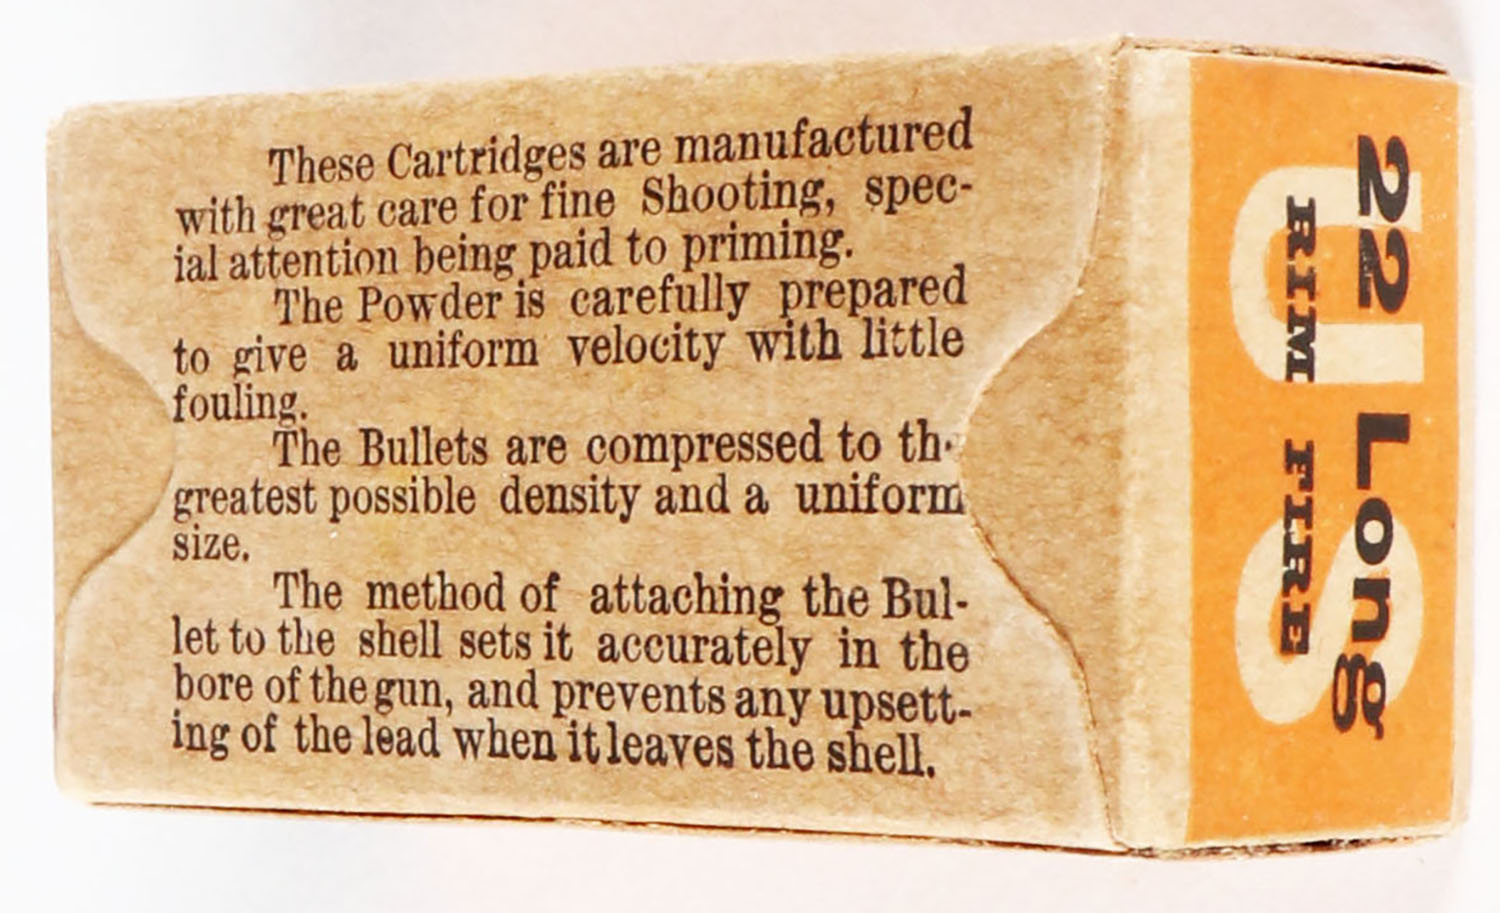 These Cartridges are manufactured
with great care for fine Shooting, spec-
ial attention being paid to priming.
The Powder is carefully prepared
to give a uniform velocity with little
fouling.
The Bullets are compressed to th
greatest possible density and a uniform
size.
The method of attaching the Bul-
let to the shell sets it accurately in the
bore of the gun, and prevents any upsett-
ing of the lead when it leaves the shell.
22 Long
RIM FIRE
US